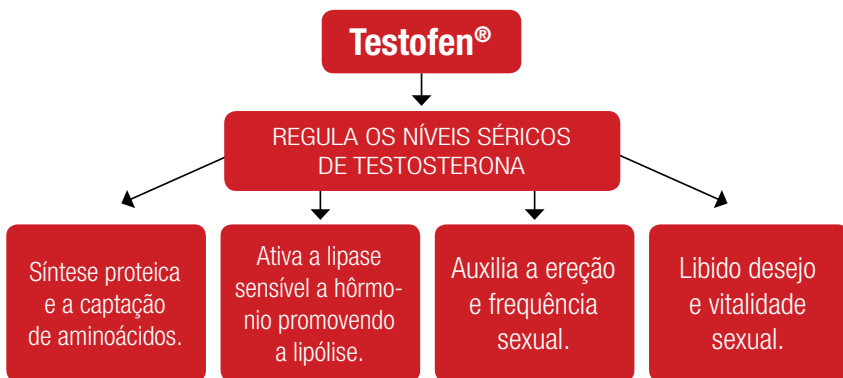 Testofen®
REGULA OS NÍVEIS SÉRICOS
DE TESTOSTERONA
Síntese proteica
e a captação
de aminoácidos.
Ativa a lipase
sensível a hôrmo-
nio promovendo
a lipólise.
Auxilia a ereção
e frequência
sexual.
Libido desejo
e vitalidade
sexual.